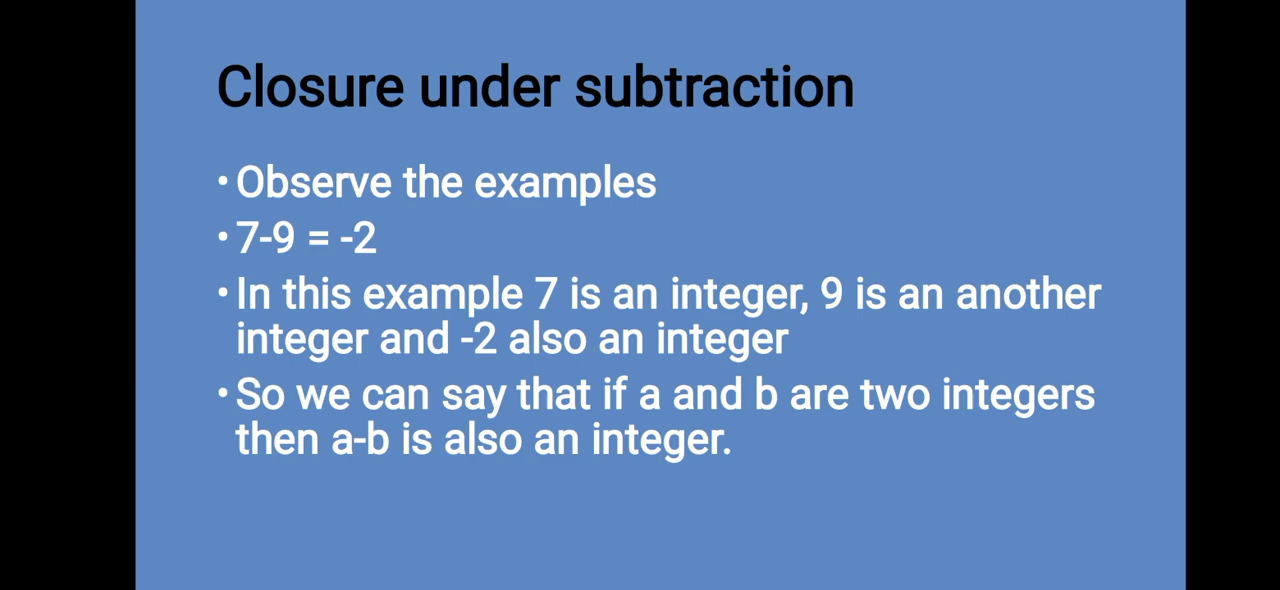 Closure under subtraction
• Observe the examples
• 7-9 = -2
• In this example 7 is an integer, 9 is an another
integer and -2 also an integer
• So we can say that if a and b are two integers
then a-b is also an integer.